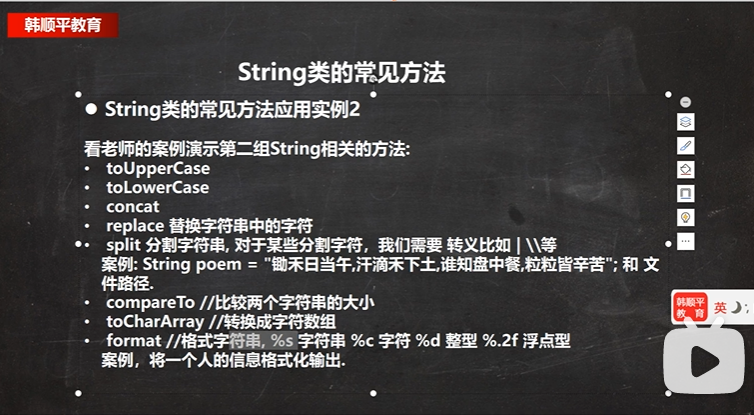 韩顺平教育
String类的常见方法
● String类的常见方法应用实例2
看老师的案例演示第二组String相关的方法:
• toUpperCase
• toLowerCase
• concat
• replace 替换字符串中的字符
• split 分割字符串, 对于某些分割字符，我们需要 转义比如 | \\等
案例: String poem = "锄禾日当午,汗滴禾下土,谁知盘中餐,粒粒皆辛苦"; 和 文
件路径.
• compareTo //比较两个字符串的大小
• toCharArray //转换成字符数组
• format //格式字符串, %s 字符串 %c 字符 %d 整型 %.2f 浮点型
案例，将一个人的信息格式化输出.
韩顺平
教育
英